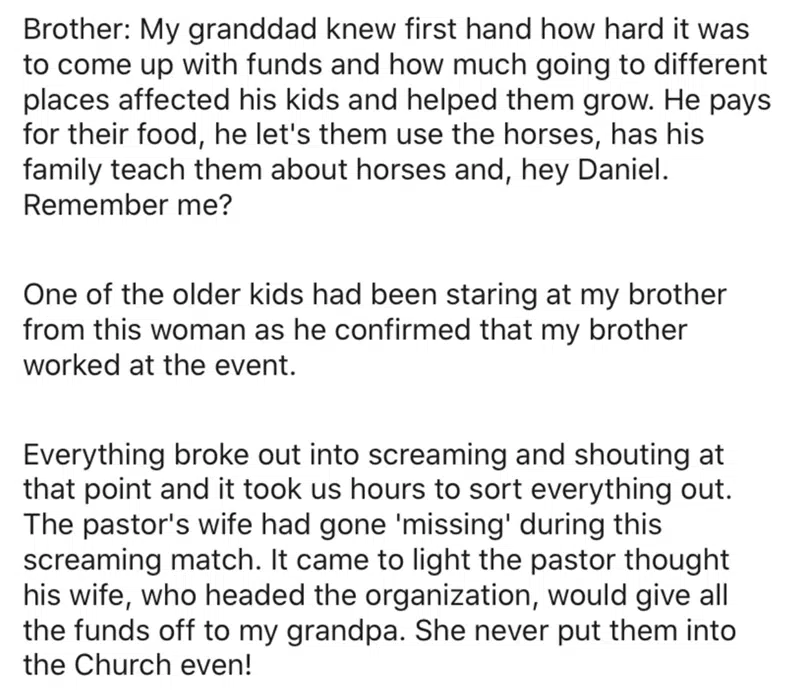 Brother: My granddad knew first hand how hard it was
to come up with funds and how much going to different
places affected his kids and helped them grow. He pays
for their food, he let's them use the horses, has his
family teach them about horses and, hey Daniel.
Remember me?
One of the older kids had been staring at my brother
from this woman as he confirmed that my brother
worked at the event.
Everything broke out into screaming and shouting at
that point and it took us hours to sort everything out.
The pastor's wife had gone 'missing' during this
screaming match. It came to light the pastor thought
his wife, who headed the organization, would give all
the funds off to my grandpa. She never put them into
the Church even!